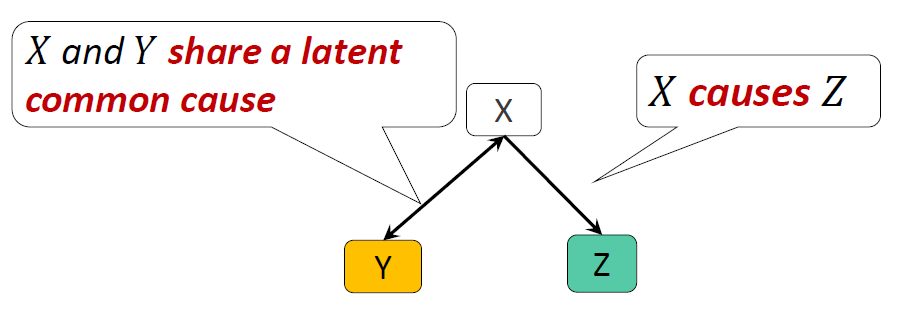 X and Y share a latent
common cause
X causes Z
X
Y
Z